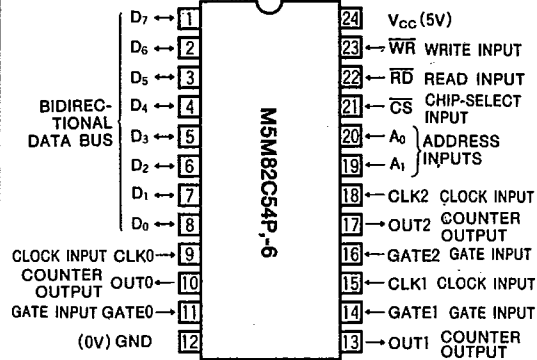 D7 1
D6 2
D5 3
D4 4
D3 5
D2 6
D1 7
D0 8
BIDIREC-
TIONAL
DATA BUS
CLOCK INPUT CLK0 9
COUNTER
OUTPUT OUT0 10
GATE INPUT GATE0 11
(0V) GND 12
M5M82C54P,-6
24 VCC (5V)
23 WR WRITE INPUT
22 RD READ INPUT
21 CS CHIP-SELECT
INPUT
20 A0
19 A1
ADDRESS
INPUTS
18 CLK2 CLOCK INPUT
17 OUT2 COUNTER
OUTPUT
16 GATE2 GATE INPUT
15 CLK1 CLOCK INPUT
14 GATE1 GATE INPUT
13 OUT1 COUNTER
OUTPUT